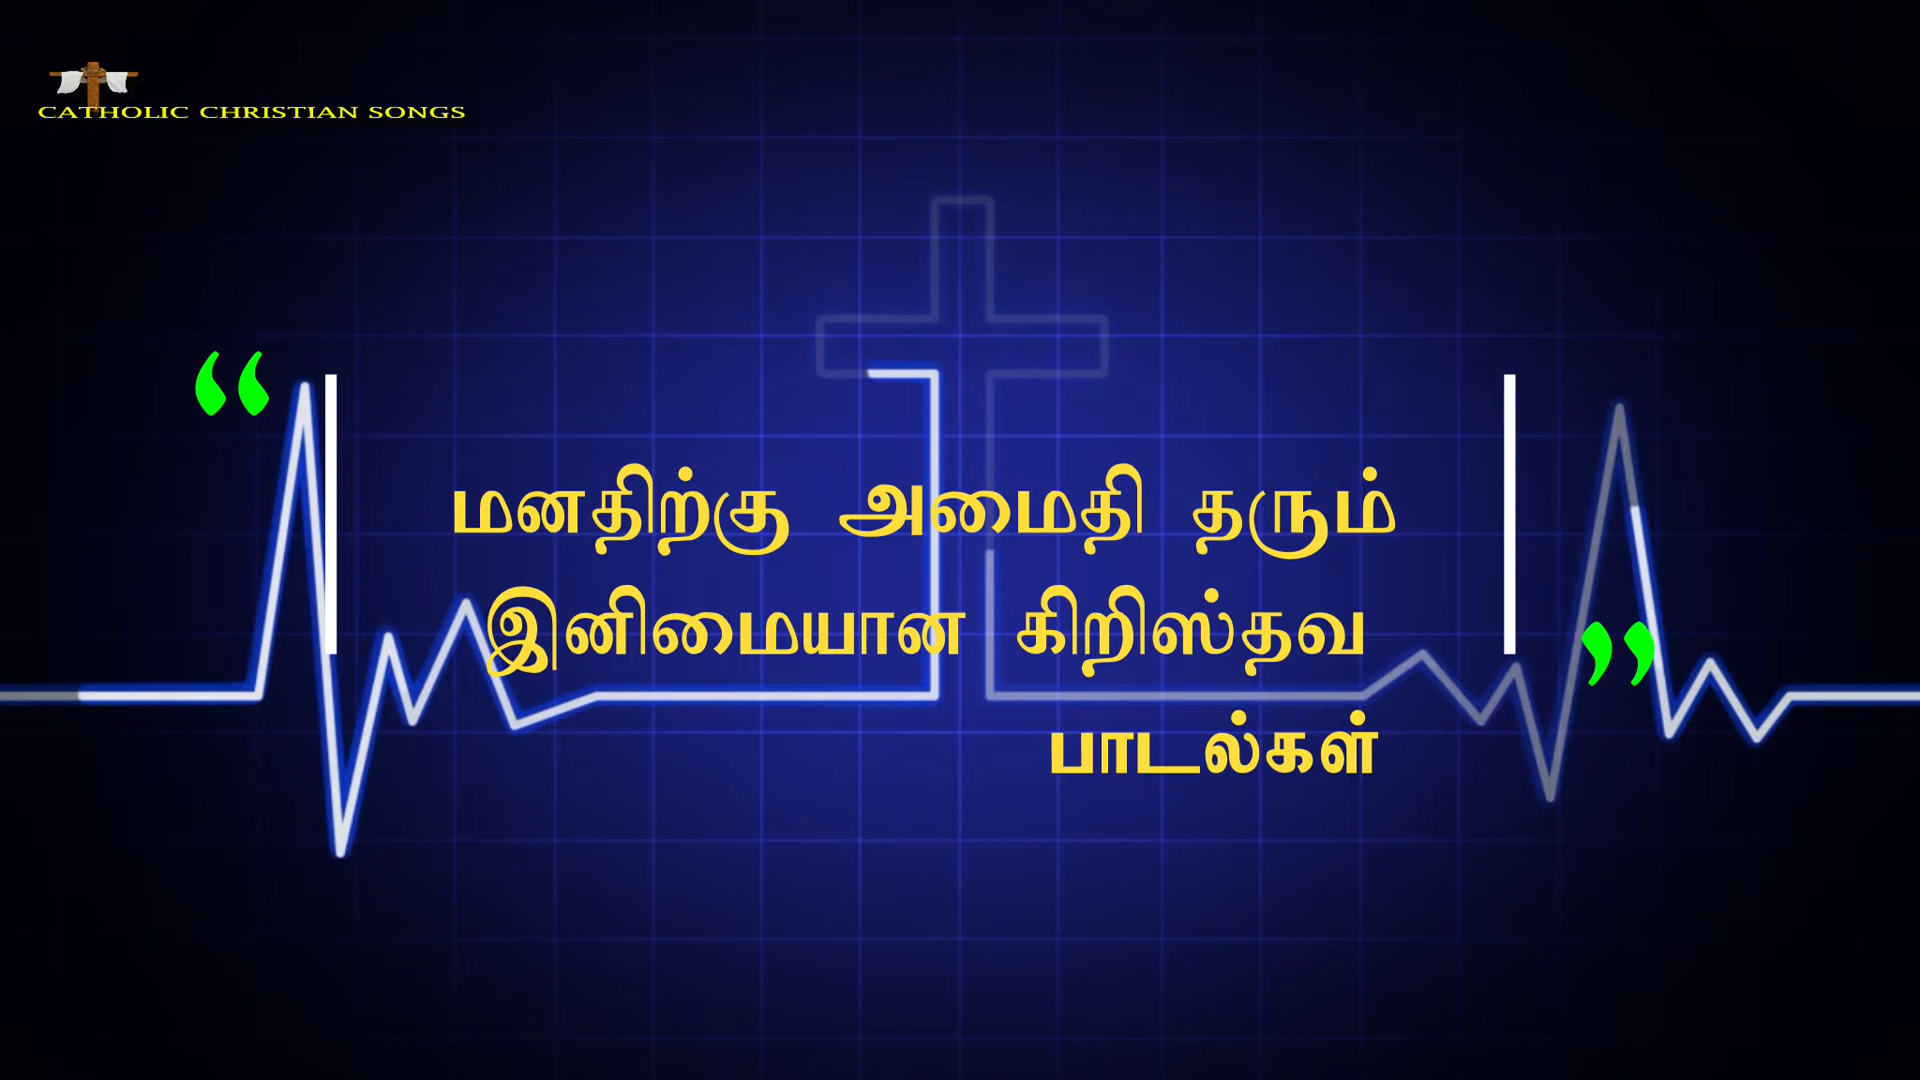 CATHOLIC CHRISTIAN SONGS
“
மனதிற்கு அமைதி தரும்
இனிமையான கிறிஸ்தவ
பாடல்கள்
”